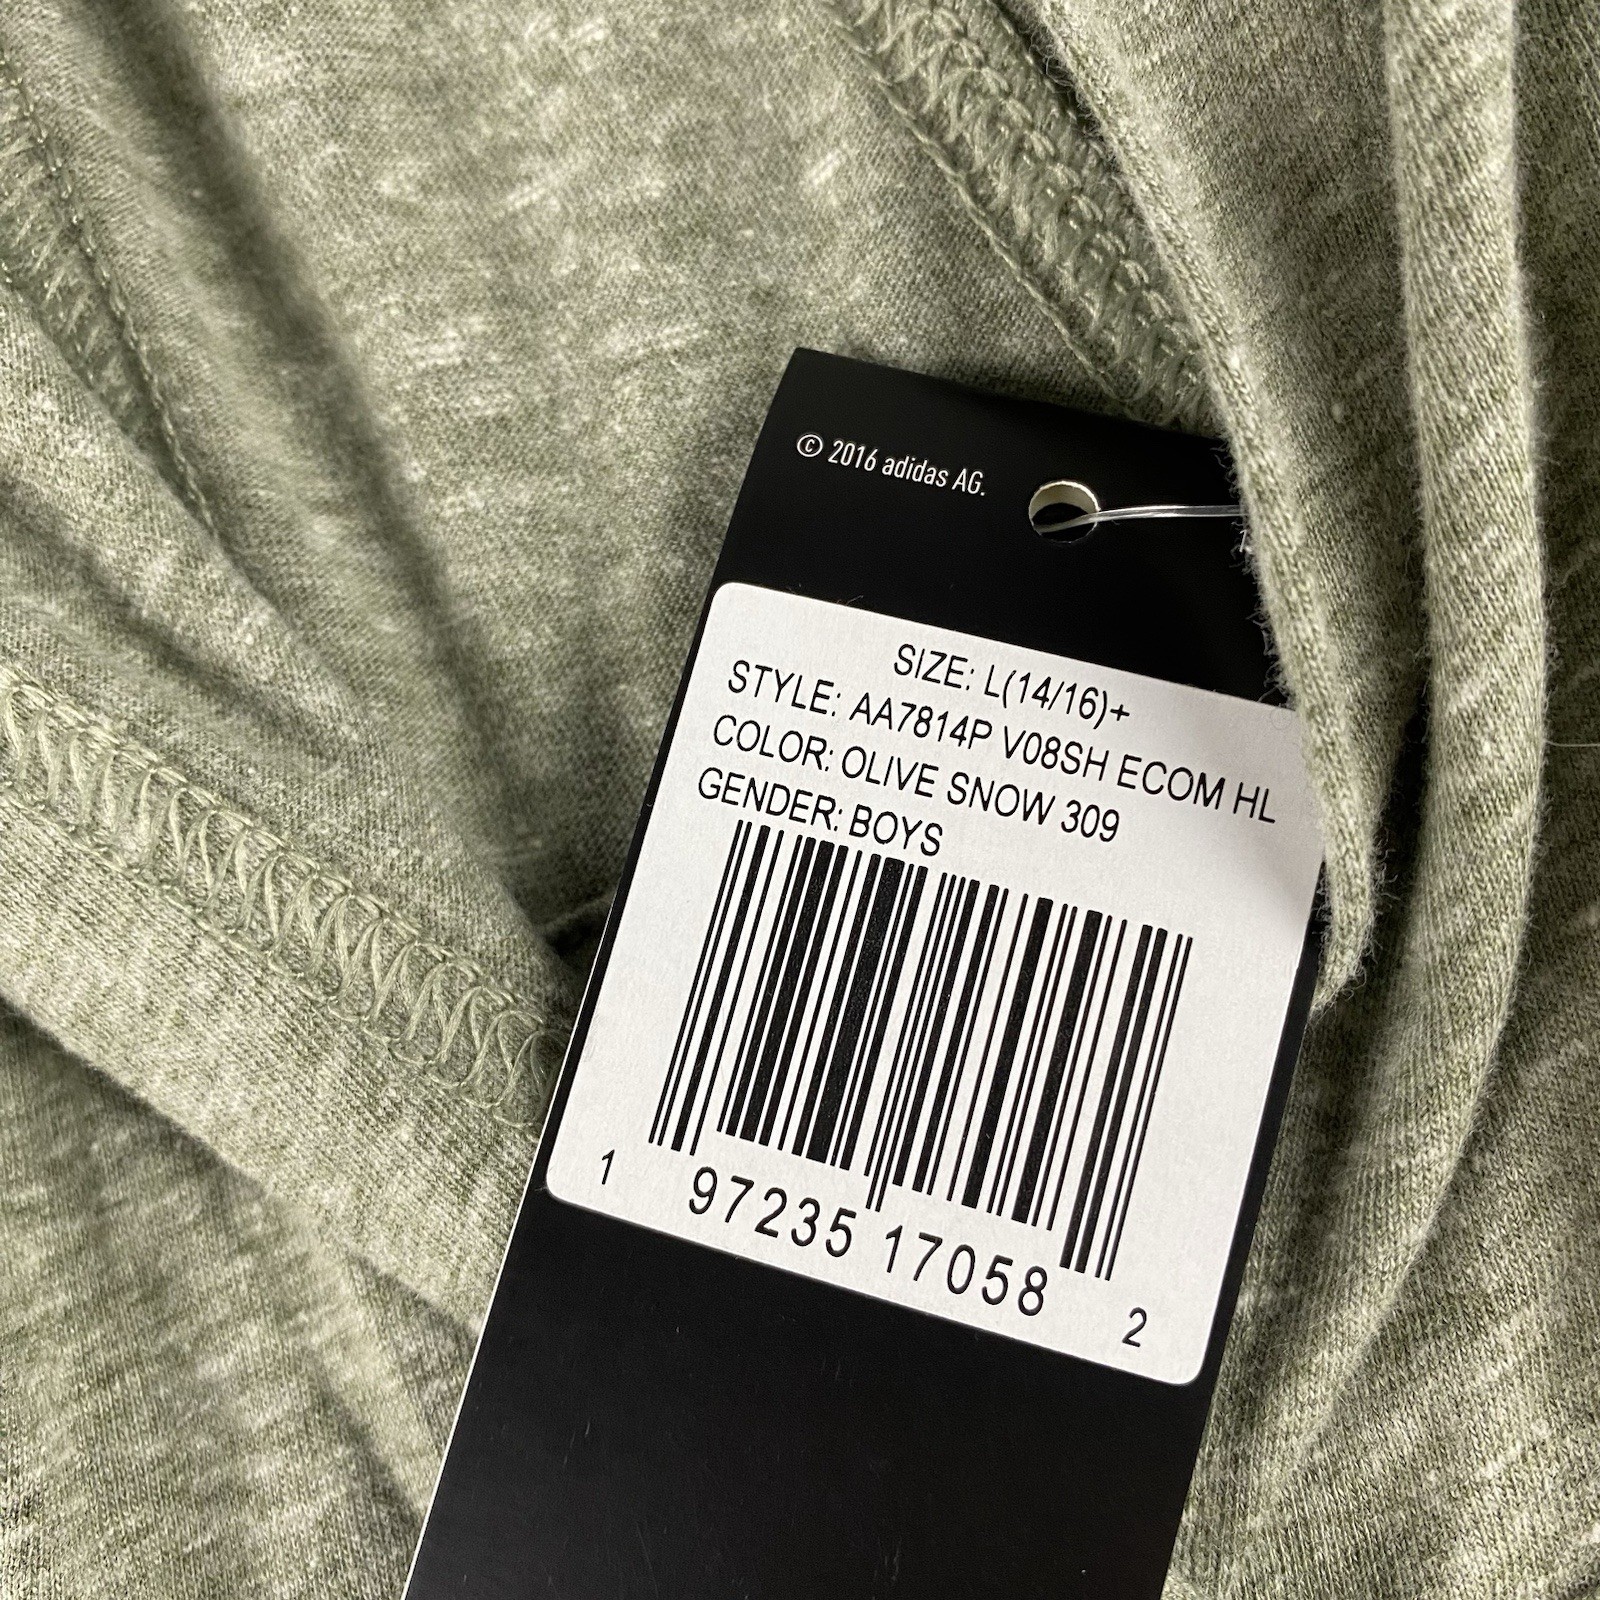 © 2016 adidas AG.
SIZE: L(14/16)+
STYLE: AA7814P V08SH ECOM HL
COLOR: OLIVE SNOW 309
GENDER: BOYS
1 97235 17058 2